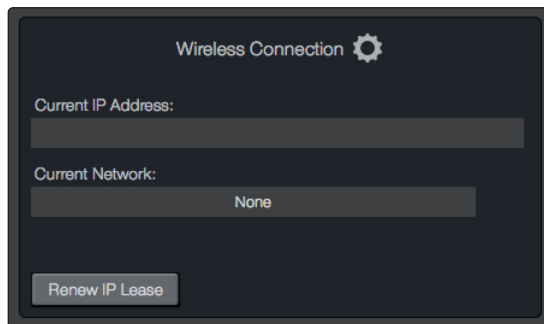 Wireless Connection
Current IP Address:
Current Network:
None
Renew IP Lease